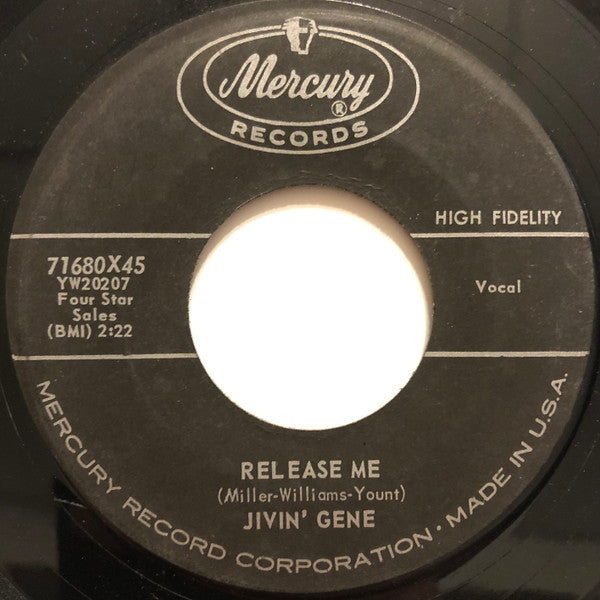 Mercury
®
RECORDS
HIGH FIDELITY
71680X45
YW20207
Four Star
Sales
(BMI) 2:22
Vocal
RELEASE ME
(Miller-Williams-Yount)
JIVIN' GENE
MERCURY RECORD CORPORATION • MADE IN U.S.A.